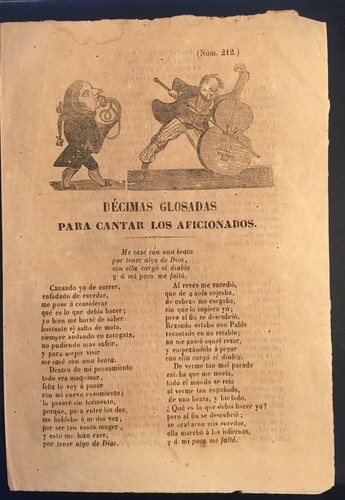 (Núm. 212.)
DÉCIMAS GLOSADAS
PARA CANTAR LOS AFICIONADOS.
Me casé con una beata
por tener algo de Dios,
con ella cargó el diablo
y á mi poco me faltó.
Cansado ya de correr,
enfadado de enredar,
me puse á considerar
qué es lo que debia hacer;
yo bien me harté de saber
bastante el salto de mata,
siempre andando en zaragata,
no pudiendo mas sufrir,
y para mejor vivir
me casé con una beata.
Dentro de mi pensamiento
todo era maquinar,
feliz lo voy á pasar
con mi nuevo casamiento;
lo pasaré sin tormento,
porque, para entre los dos,
me hablaba á media voz,
por ser tan santa muger,
y esto me hizo caer,
por tener algo de Dios.
Al revés me sucedió,
que de á cojeaba,
de cabeza me cargaba,
sin que lo supiera yo;
pero al fin se descubrió,
Rezando estaba con Pablo
recostado en un retablo;
no me gustó aquel rezar,
y empezándola á pegar
con ella cargó el diablo.
De verme tan mal parado
estaba que me moria,
todo el mundo se reia
al verme tan engañado,
de una beata, y burlado,
¿Qué es lo que debia hacer yo?
pero al fin se descubrió;
se acabaron mis enredos,
ella marchó á los infiernos,
y á mi poco me faltó.